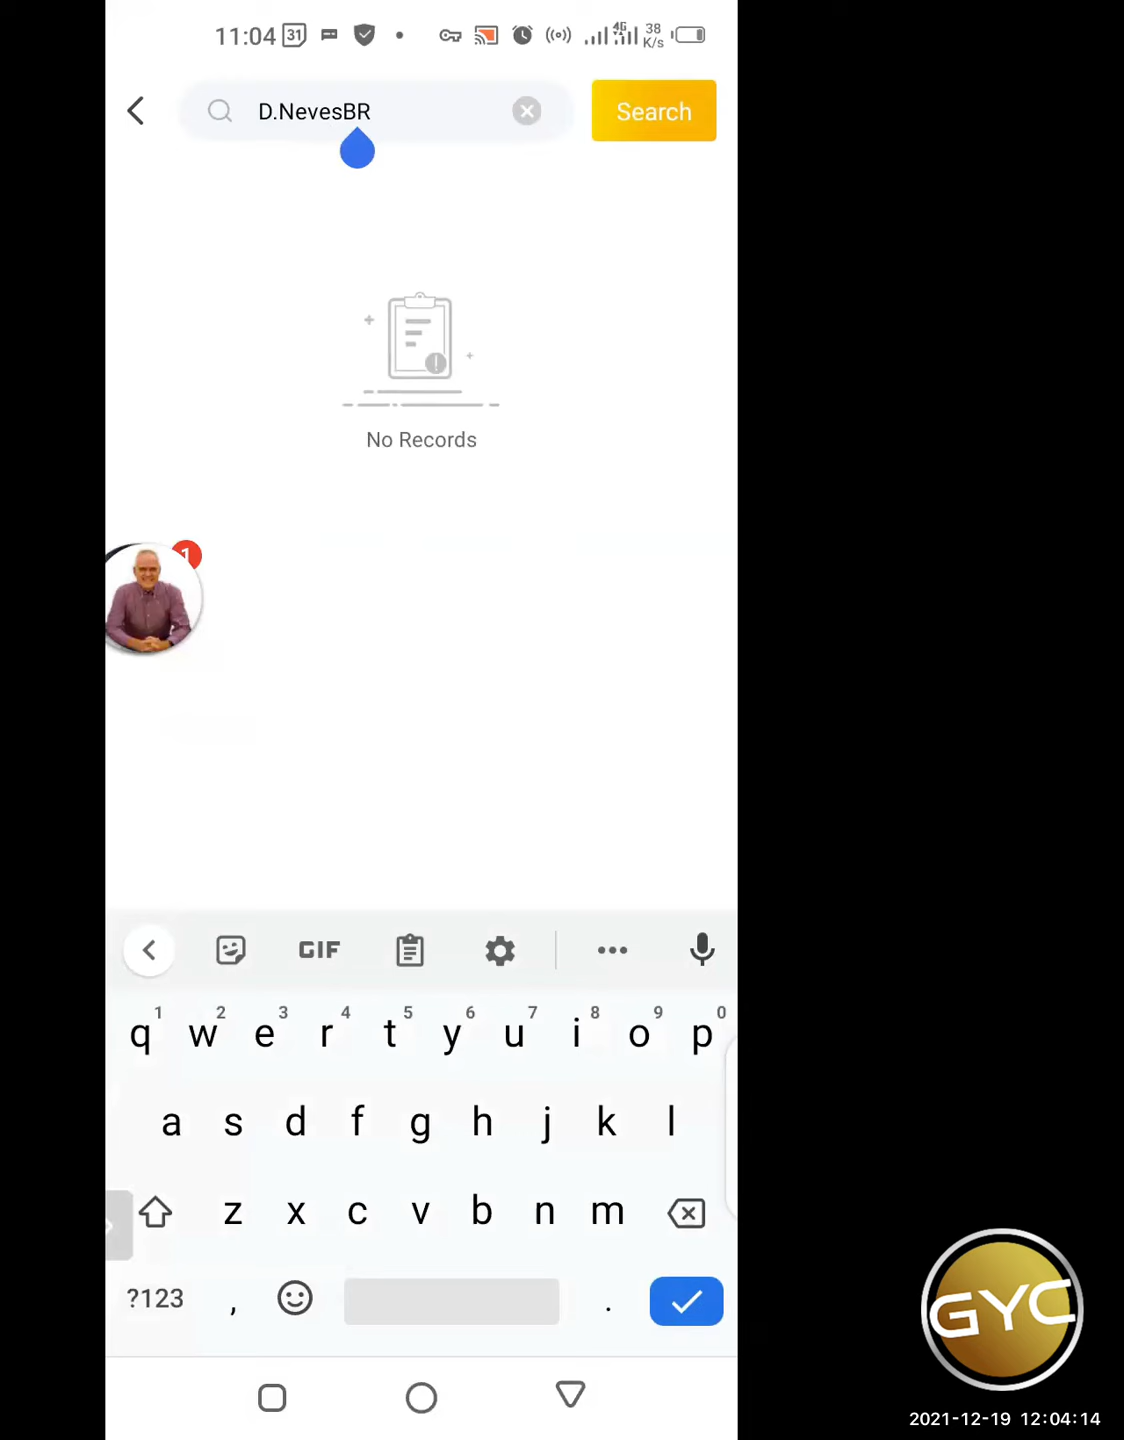 11:04 31 4G 38 K/s
D.NevesBR
Search
No Records
1
GIF
1 2 3 4 5 6 7 8 9 0
q w e r t y u i o p
a s d f g h j k l
z x c v b n m
?123 , .
GYC
2021-12-19 12:04:14